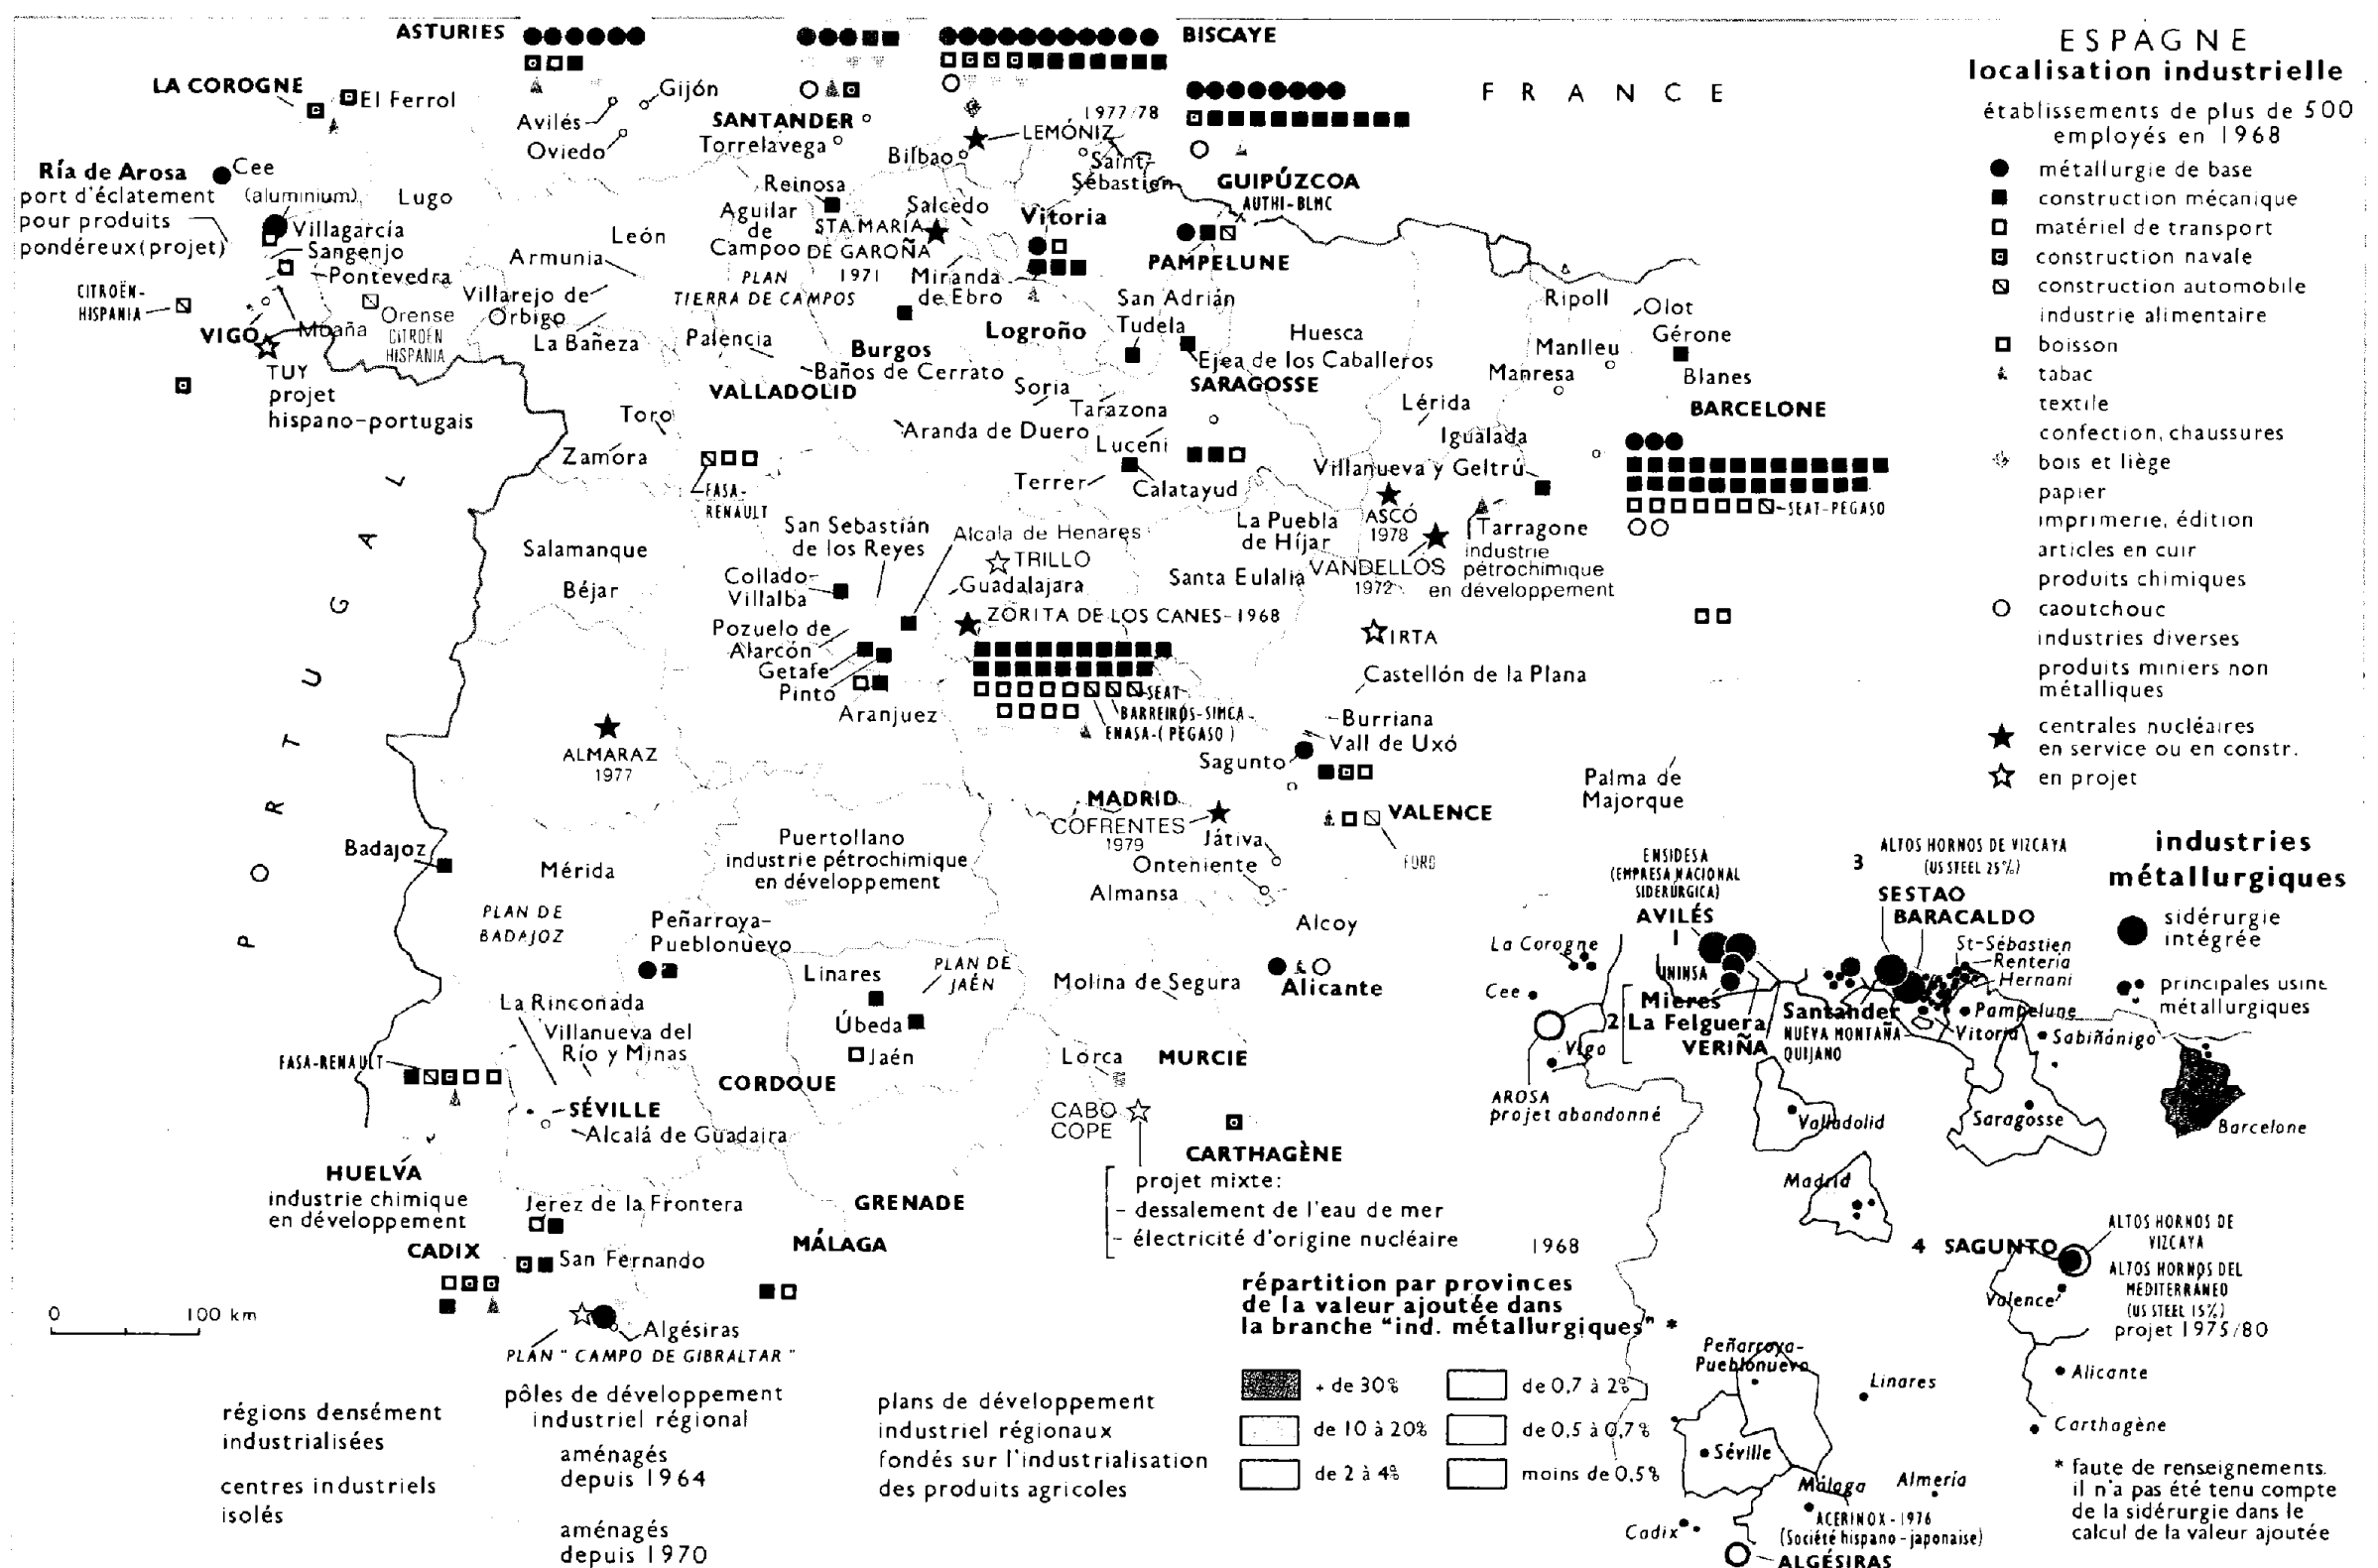 ESPAGNE
localisation industrielle
établissements de plus de 500
employés en 1968
métallurgie de base
construction mécanique
matériel de transport
construction navale
construction automobile
industrie alimentaire
boisson
tabac
textile
confection, chaussures
bois et liège
papier
imprimerie, édition
articles en cuir
produits chimiques
caoutchouc
industries diverses
produits miniers non
métalliques
centrales nucléaires
en service ou en constr.
en projet
ASTURIES
BISCAYE
LA COROGNE
El Ferrol
Gijón
Avilés
Oviedo
SANTANDER
Torrelavega
1977/78
LEMÓNIZ
Bilbao
Saint-
Sébastien
GUIPÚZCOA
AUTHI-BLMC
FRANCE
Ría de Arosa
port d'éclatement
pour produits
pondéreux (projet)
Cee
(aluminium)
Lugo
Villagarcía
Sangenjo
Pontevedra
CITROËN-
HISPANIA
VIGO
Moaña
Orense
CITROËN
HISPANIA
TUY
projet
hispano-portugais
Reinosa
Aguilar
de
Campoo
Salcedo
STA MARÍA
DE GAROÑA
1971
Vitoria
PAMPELUNE
León
Armunia
Villarejo de
Orbigo
La Bañeza
PLAN
TIERRA DE CAMPOS
Miranda
de Ebro
San Adrián
Tudela
Logroño
Palencia
Burgos
Baños de Cerrato
VALLADOLID
Ejea de los Caballeros
SARAGOSSE
Huesca
Ripoll
Olot
Gérone
Manlleu
Manresa
Blanes
BARCELONE
Soria
Tarazona
Lérida
Igualada
Toro
Zamora
Aranda de Duero
Luceni
Terrer
Calatayud
Villanueva y Geltrú
FASA-
RENAULT
SEAT-PEGASO
San Sebastián
de los Reyes
Alcala de Henares
TRILLO
Guadalajara
La Puebla
de Híjar
ASCÓ
1978
Tarragone
industrie
pétrochimique
en développement
Salamanque
Béjar
Collado-
Villalba
Santa Eulalia
VANDELLÓS
1972
ZORITA DE LOS CANES-1968
Pozuelo de
Alarcón
Getafe
Pinto
Aranjuez
IRTA
Castellón de la Plana
SEAT
BARREIROS-SIMCA
ENASA-(PEGASO)
Burriana
Vall de Uxó
Sagunto
ALMARAZ
1977
MADRID
COFRENTES
1979
VALENCE
FORD
Palma de
Majorque
PORTUGAL
Badajoz
Mérida
Puertollano
industrie pétrochimique
en développement
Játiva
Onteniente
Almansa
Alcoy
PLAN DE
BADAJOZ
Peñarroya-
Pueblonuevo
Linares
PLAN DE
JAÉN
Molina de Segura
Alicante
La Rinconada
Villanueva del
Río y Minas
Úbeda
Jaén
Lorca
MURCIE
FASA-RENAULT
CORDOUE
SÉVILLE
Alcalá de Guadaira
CABO
COPE
CARTHAGÈNE
HUELVA
industrie chimique
en développement
Jerez de la Frontera
GRENADE
projet mixte:
- dessalement de l'eau de mer
- électricité d'origine nucléaire
CADIX
San Fernando
MÁLAGA
0 100 km
Algésiras
PLAN "CAMPO DE GIBRALTAR"
régions densément
industrialisées
centres industriels
isolés
pôles de développement
industriel régional
aménagés
depuis 1964
aménagés
depuis 1970
plans de développement
industriel régionaux
fondés sur l'industrialisation
des produits agricoles
1968
répartition par provinces
de la valeur ajoutée dans
la branche "ind. métallurgiques" *
+ de 30%
de 10 à 20%
de 2 à 4%
de 0,7 à 2%
de 0,5 à 0,7%
moins de 0,5%
industries
métallurgiques
sidérurgie
intégrée
principales usine
métallurgiques
ENSIDESA
(EMPRESA NACIONAL
SIDERÚRGICA)
AVILÉS
1
UNINSA
3
ALTOS HORNOS DE VIZCAYA
(US STEEL 25%)
SESTAO
BARACALDO
St-Sébastien
Renteria
Hernani
La Corogne
Cee
Mieres
2 La Felguera
VERIÑA
Vigo
Santander
NUEVA MONTAÑA
QUIJANO
Vitoria
Pampelune
Sabiñánigo
AROSA
projet abandonné
Valladolid
Saragosse
Barcelone
Madrid
4 SAGUNTO
ALTOS HORNOS DE
VIZCAYA
ALTOS HORNOS DEL
MEDITERRÁNEO
(US STEEL 15%)
projet 1975/80
Valence
Alicante
Carthagène
Peñarroya-
Pueblonuevo
Linares
Séville
Málaga
Almería
Cadix
ACERINOX-1976
(Société hispano-japonaise)
ALGÉSIRAS
* faute de renseignements.
il n'a pas été tenu compte
de la sidérurgie dans le
calcul de la valeur ajoutée